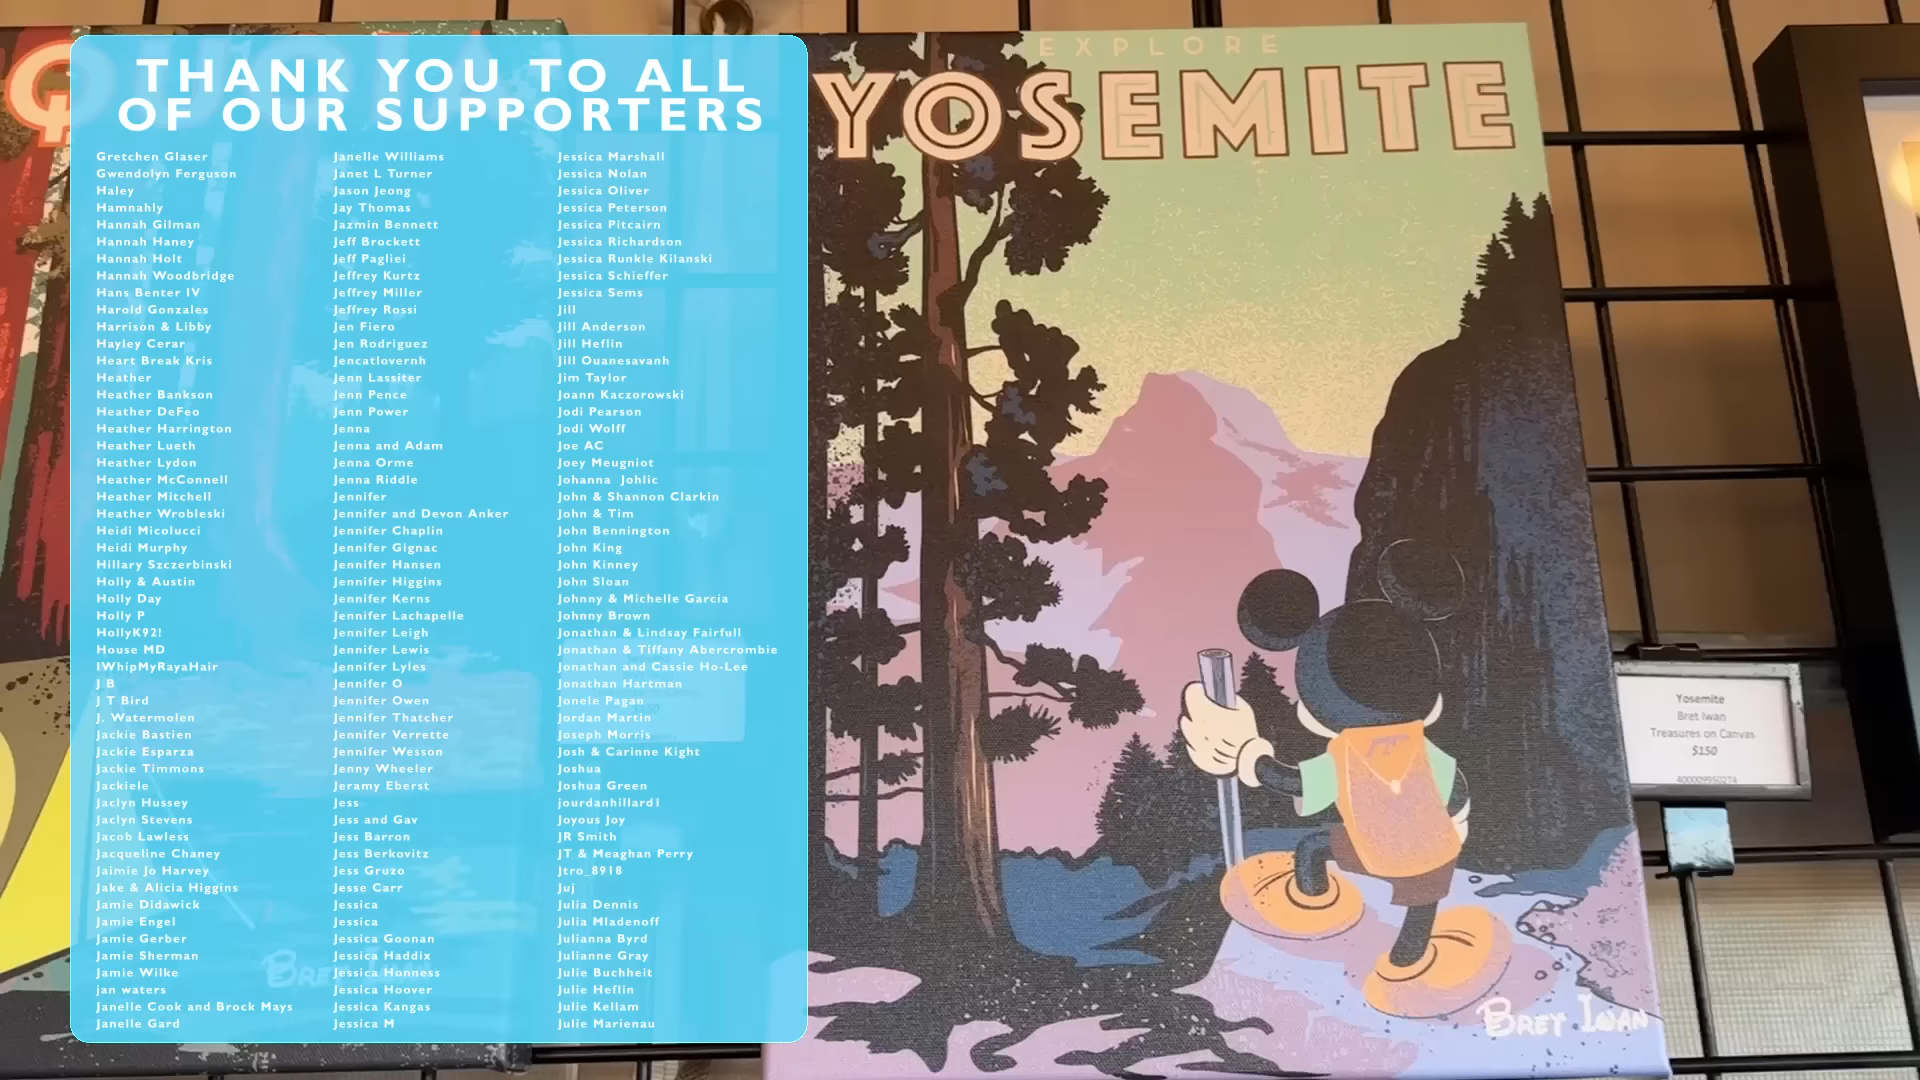 THANK YOU TO ALL
OF OUR SUPPORTERS
Gretchen Glaser
Gwendolyn Ferguson
Haley
Hamnahly
Hannah Gilman
Hannah Haney
Hannah Holt
Hannah Woodbridge
Hans Benter IV
Harold Gonzales
Harrison & Libby
Hayley Cerar
Heart Break Kris
Heather
Heather Bankson
Heather DeFeo
Heather Harrington
Heather Lueth
Heather Lydon
Heather McConnell
Heather Mitchell
Heather Wrobleski
Heidi Micolucci
Heidi Murphy
Hillary Szczerbinski
Holly & Austin
Holly Day
Holly P
HollyK92!
House MD
IWhipMyRayaHair
J B
J T Bird
J. Watermolen
Jackie Bastien
Jackie Esparza
Jackie Timmons
Jackiele
Jaclyn Hussey
Jaclyn Stevens
Jacob Lawless
Jacqueline Chaney
Jaimie Jo Harvey
Jake & Alicia Higgins
Jamie Didawick
Jamie Engel
Jamie Gerber
Jamie Sherman
Jamie Wilke
jan waters
Janelle Cook and Brock Mays
Janelle Gard
Janelle Williams
Janet L Turner
Jason Jeong
Jay Thomas
Jazmin Bennett
Jeff Brockett
Jeff Pagliei
Jeffrey Kurtz
Jeffrey Miller
Jeffrey Rossi
Jen Fiero
Jen Rodriguez
Jencatlovernh
Jenn Lassiter
Jenn Pence
Jenn Power
Jenna
Jenna and Adam
Jenna Orme
Jenna Riddle
Jennifer
Jennifer and Devon Anker
Jennifer Chaplin
Jennifer Gignac
Jennifer Hansen
Jennifer Higgins
Jennifer Kerns
Jennifer Lachapelle
Jennifer Leigh
Jennifer Lewis
Jennifer Lyles
Jennifer O
Jennifer Owen
Jennifer Thatcher
Jennifer Verrette
Jennifer Wesson
Jenny Wheeler
Jeramy Eberst
Jess
Jess and Gav
Jess Barron
Jess Berkovitz
Jess Gruzo
Jesse Carr
Jessica
Jessica
Jessica Goonan
Jessica Haddix
Jessica Honness
Jessica Hoover
Jessica Kangas
Jessica M
Jessica Marshall
Jessica Nolan
Jessica Oliver
Jessica Peterson
Jessica Pitcairn
Jessica Richardson
Jessica Runkle Kilanski
Jessica Schieffer
Jessica Sems
Jill
Jill Anderson
Jill Heflin
Jill Ouanesavanh
Jim Taylor
Joann Kaczorowski
Jodi Pearson
Jodi Wolff
Joe AC
Joey Meugniot
Johanna Johlic
John & Shannon Clarkin
John & Tim
John Bennington
John King
John Kinney
John Sloan
Johnny & Michelle Garcia
Johnny Brown
Jonathan & Lindsay Fairfull
Jonathan & Tiffany Abercrombie
Jonathan and Cassie Ho-Lee
Jonathan Hartman
Jonele Pagan
Jordan Martin
Joseph Morris
Josh & Carinne Kight
Joshua
Joshua Green
jourdanhillard1
Joyous Joy
JR Smith
JT & Meaghan Perry
Jtro_8918
Juj
Julia Dennis
Julia Mladenoff
Julianna Byrd
Julianne Gray
Julie Buchheit
Julie Heflin
Julie Kellam
Julie Marienau
EXPLORE
YOSEMITE
BRET IWAN
Yosemite
Bret Iwan
Treasures on Canvas
$150